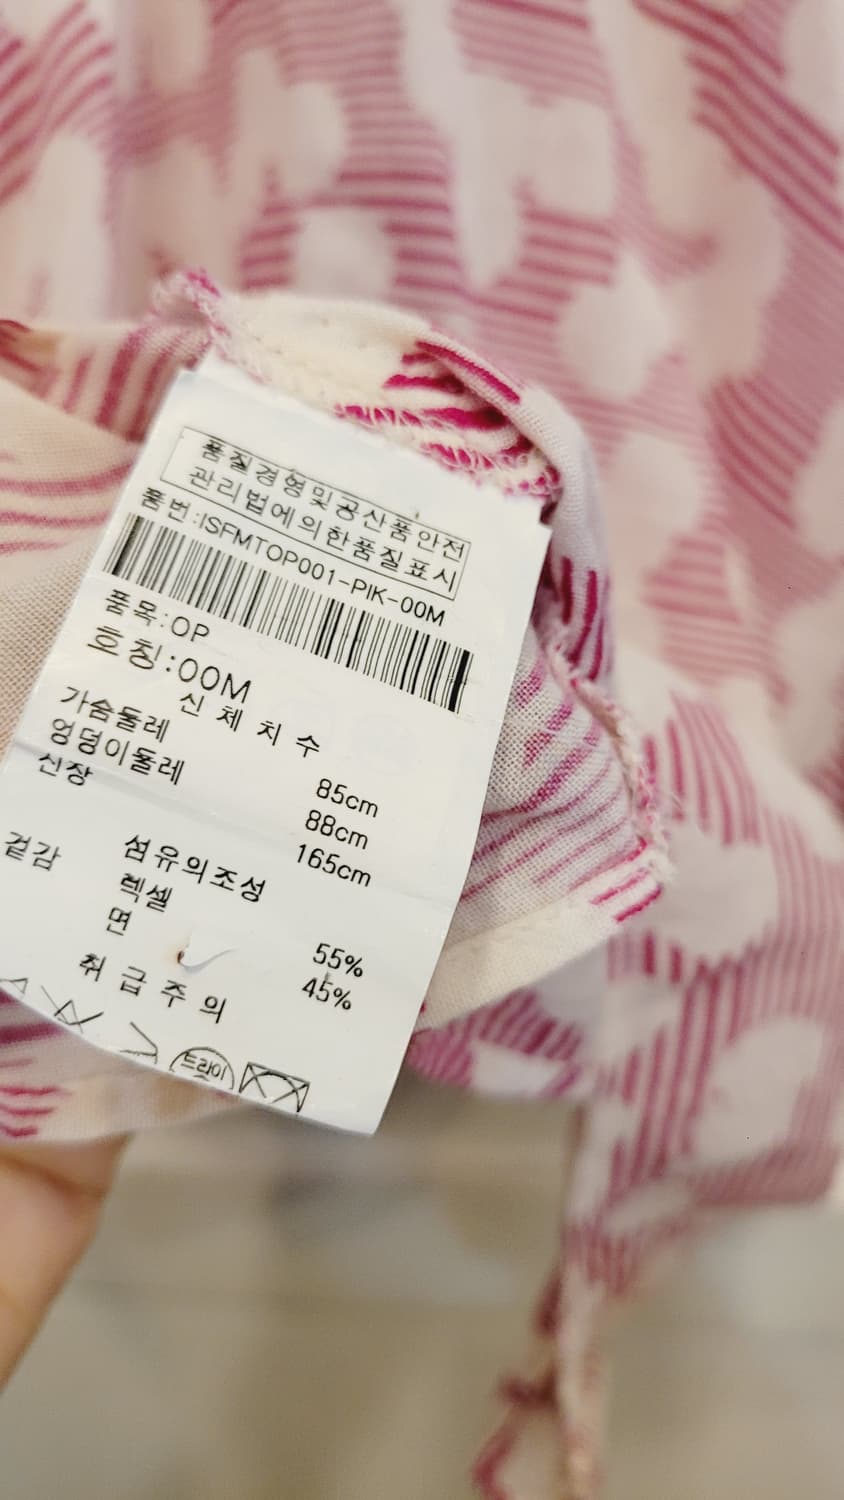 품질경영및공산품안전
관리법에의한품질표시
품번:ISFMTOP001-PIK-00M
품목:OP
호칭:00M
신체치수
가슴둘레 85cm
엉덩이둘레 88cm
신장 165cm
섬유의조성
겉감 렉셀 55%
면 45%
취급주의
드라이